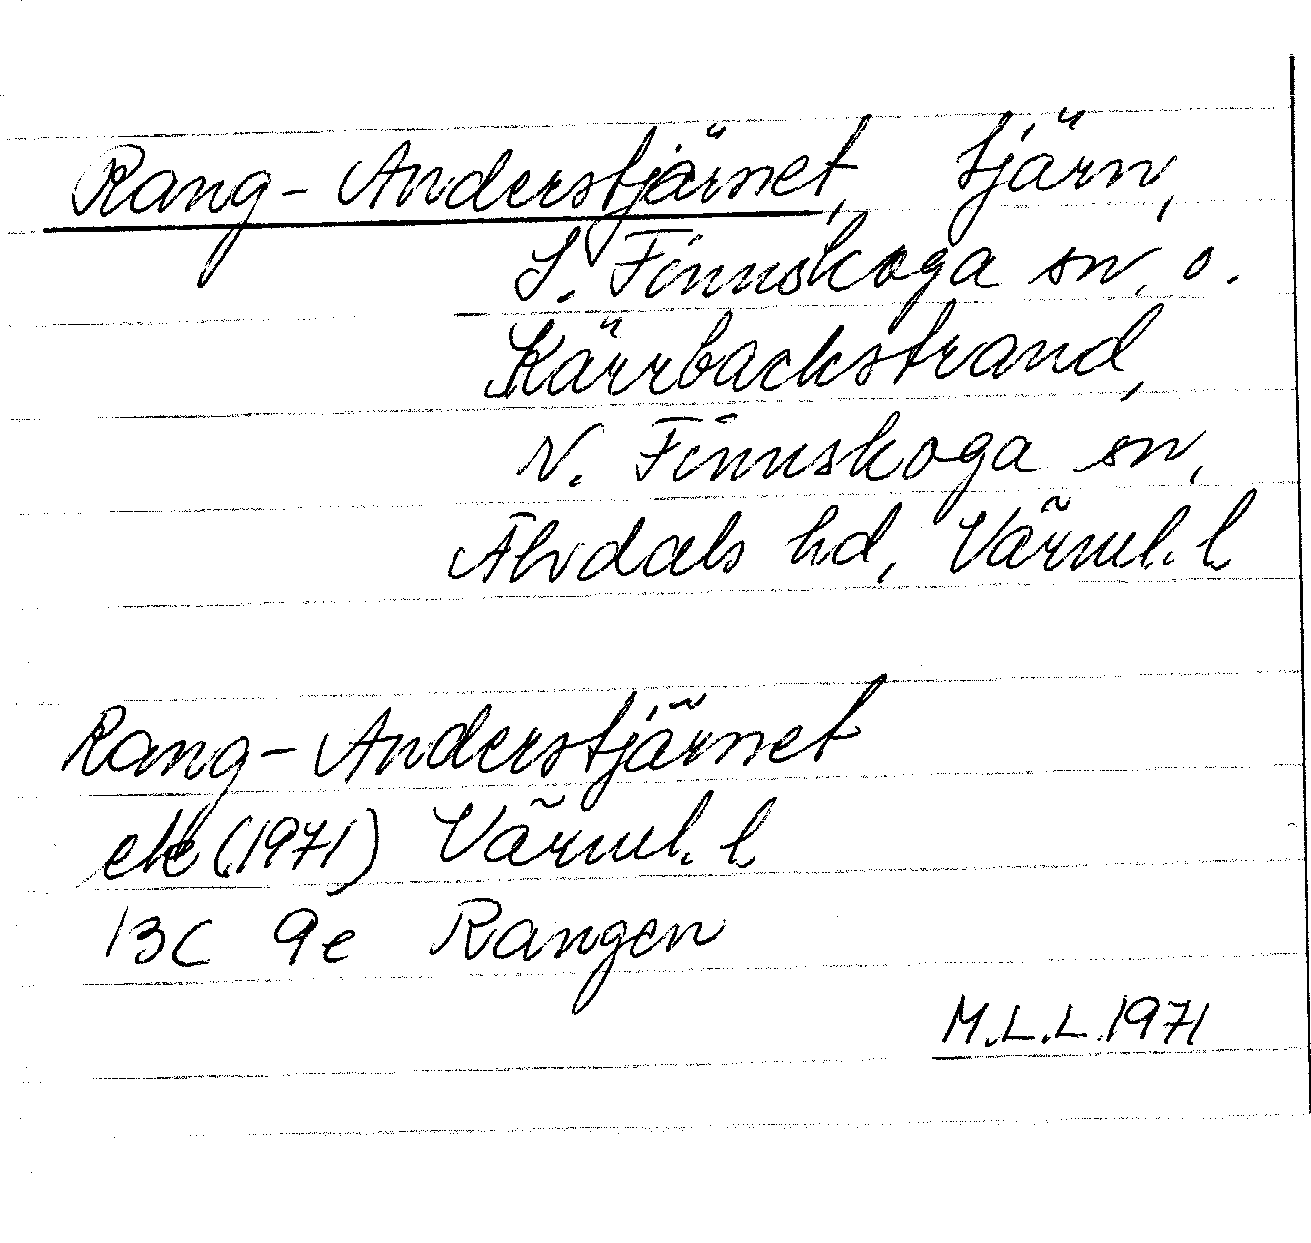 Rang-Anderstjärnet, tjärn,
S. Finnskoga sn, o.
Kärrbackstrand,
N. Finnskoga sn,
Älvdals hd, Värml. l
Rang-Anderstjärnet
ek (1971) Värml. l
13C 9e Rangen
M.L.L. 1971